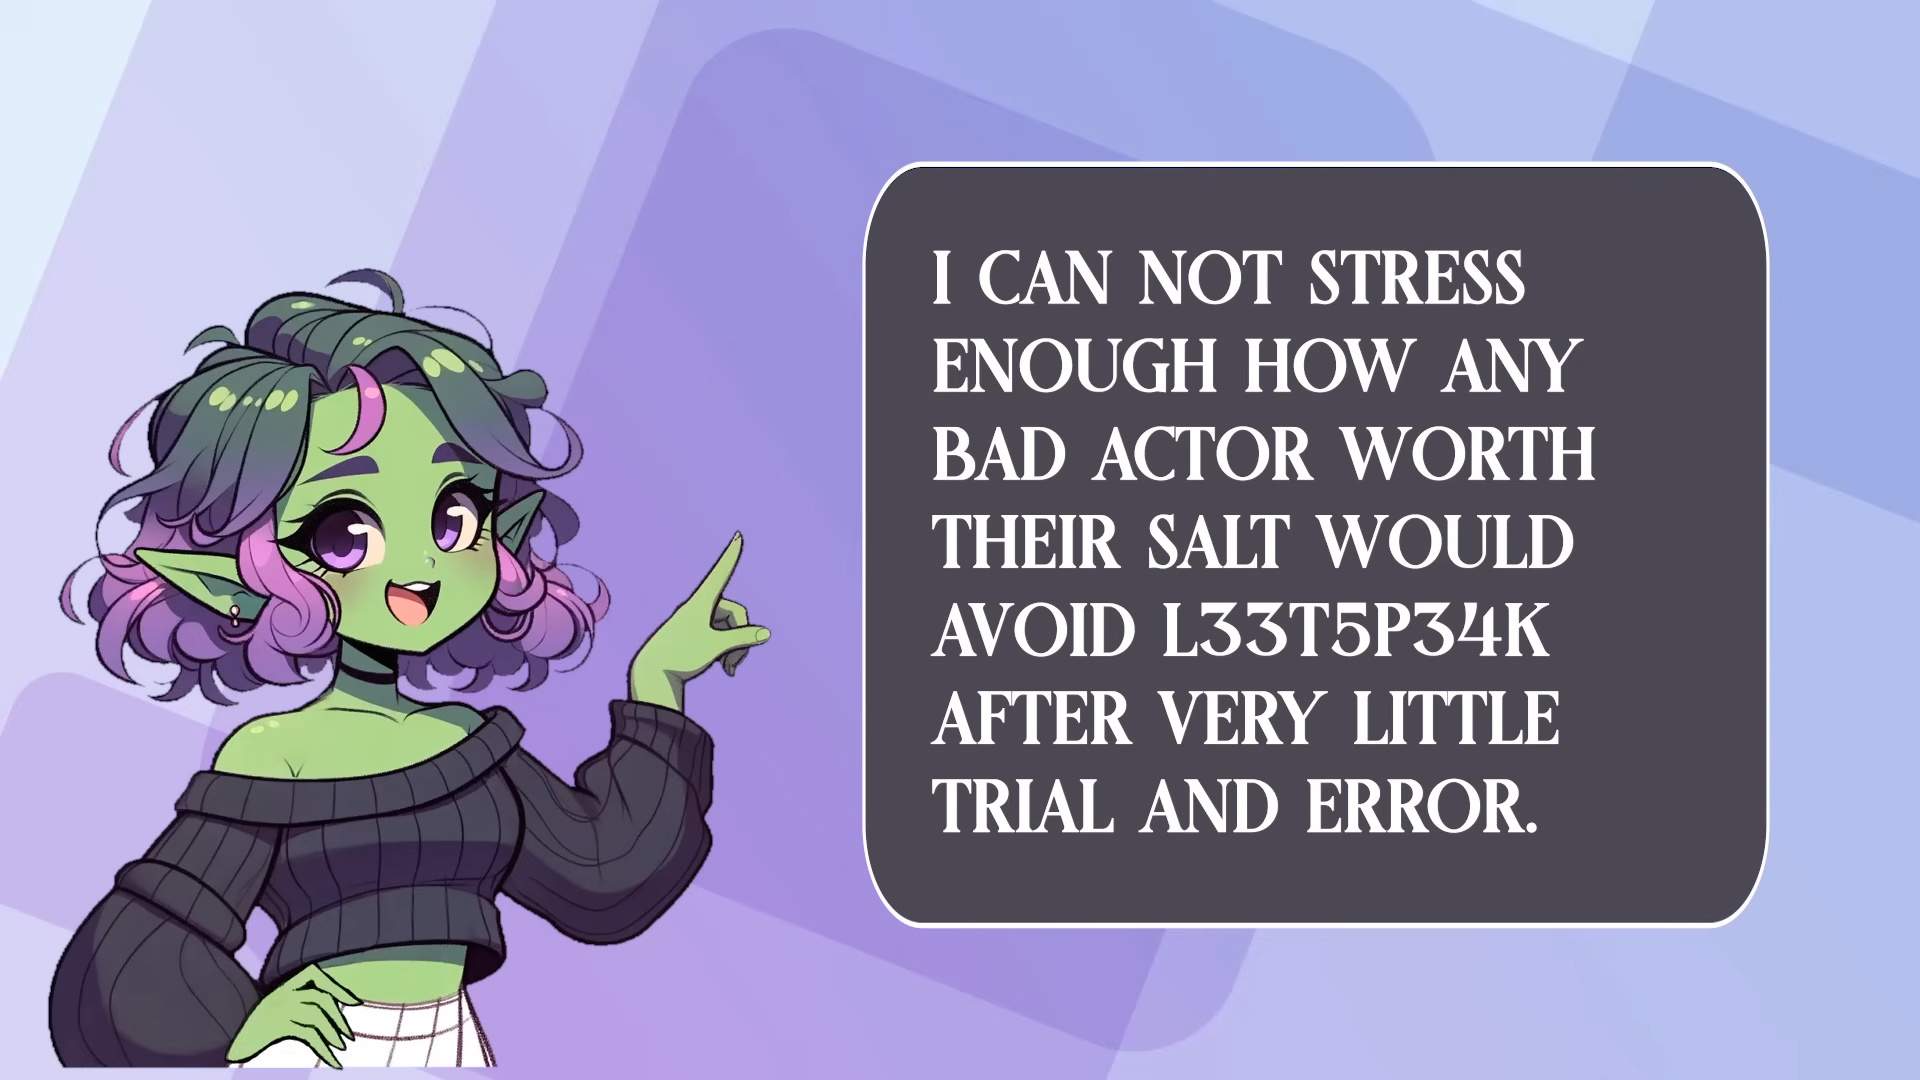 I CAN NOT STRESS
ENOUGH HOW ANY
BAD ACTOR WORTH
THEIR SALT WOULD
AVOID L33T5P34K
AFTER VERY LITTLE
TRIAL AND ERROR.